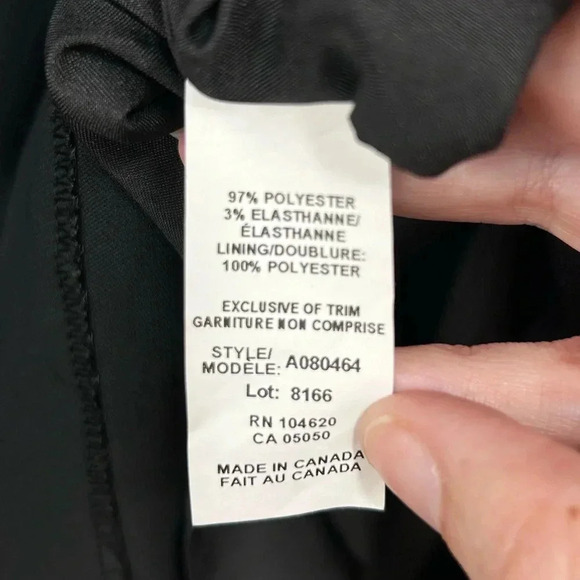 97% POLYESTER
3% ELASTHANNE/
ÉLASTHANNE
LINING/DOUBLURE:
100% POLYESTER
EXCLUSIVE OF TRIM
GARNITURE NON COMPRISE
STYLE/
MODÈLE: A080464
Lot: 8166
RN 104620
CA 05050
MADE IN CANADA
FAIT AU CANADA